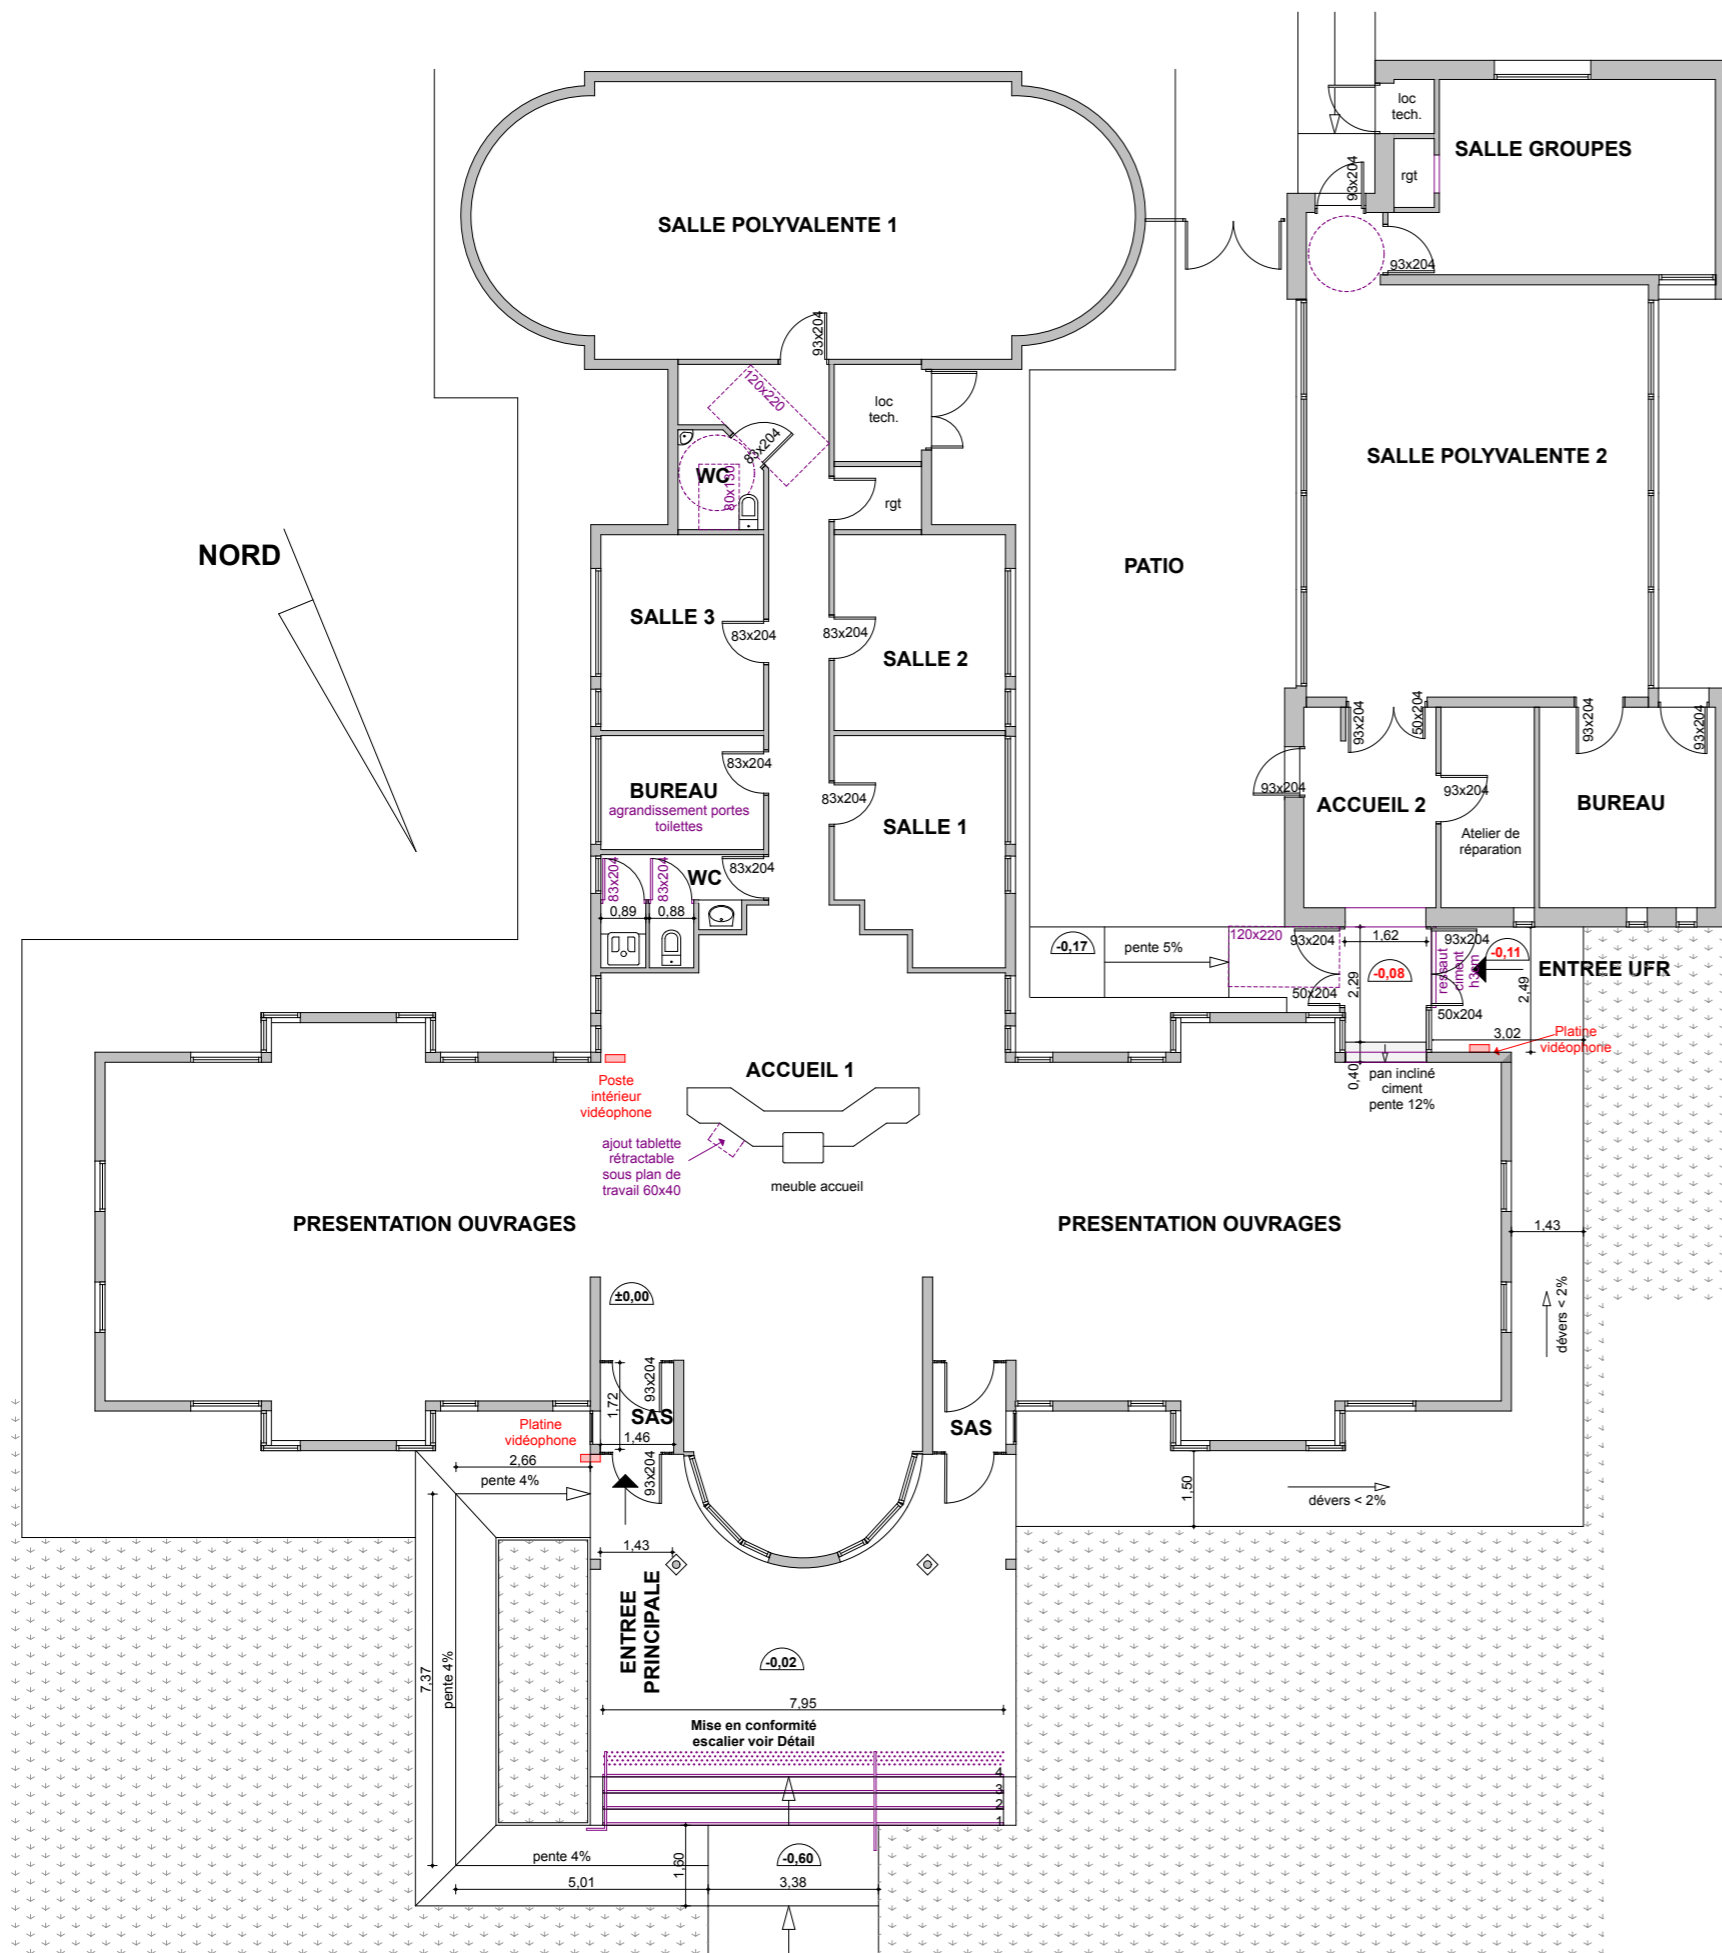 loc
tech.
SALLE GROUPES
rgt
93x204
93x204
SALLE POLYVALENTE 1
93x204
120x220
loc
tech.
83x204
WC
80x130
rgt
SALLE POLYVALENTE 2
NORD
PATIO
SALLE 3
83x204
83x204
SALLE 2
93x204
50x204
93x204
93x204
83x204
BUREAU
agrandissement portes
toilettes
83x204
SALLE 1
93x204
ACCUEIL 2
93x204
BUREAU
Atelier de
réparation
83x204
83x204
WC
83x204
0,89
0,88
-0,17
pente 5%
120x220
93x204
1,62
93x204
-0,11
ENTREE UFR
-0,08
ressaut
ciment
h3cm
2,29
2,49
50x204
50x204
3,02
Platine
vidéophone
0,40
pan incliné
ciment
pente 12%
ACCUEIL 1
Poste
intérieur
vidéophone
ajout tablette
rétractable
sous plan de
travail 60x40
meuble accueil
PRESENTATION OUVRAGES
PRESENTATION OUVRAGES
1,43
dévers < 2%
±0,00
93x204
1,72
SAS
1,46
Platine
vidéophone
93x204
SAS
2,66
pente 4%
1,50
dévers < 2%
1,43
ENTREE
PRINCIPALE
7,37
pente 4%
-0,02
7,95
Mise en conformité
escalier voir Détail
4
3
2
1
pente 4%
1,60
-0,60
5,01
3,38